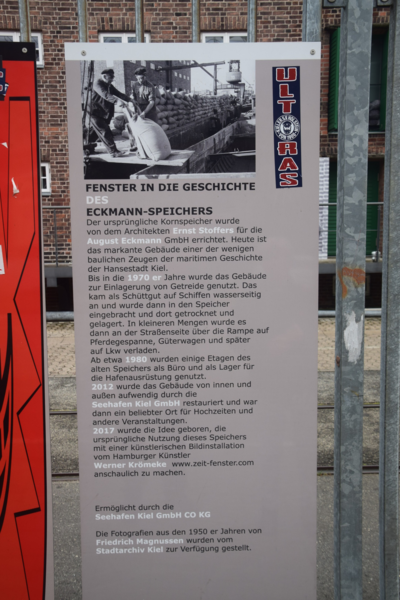 ULTRAS
FENSTER IN DIE GESCHICHTE
DES
ECKMANN-SPEICHERS
Der ursprüngliche Kornspeicher wurde
von dem Architekten Ernst Stoffers für die
August Eckmann GmbH errichtet. Heute ist
das markante Gebäude einer der wenigen
baulichen Zeugen der maritimen Geschichte
der Hansestadt Kiel.
Bis in die 1970 er Jahre wurde das Gebäude
zur Einlagerung von Getreide genutzt. Das
kam als Schüttgut auf Schiffen wasserseitig
an und wurde dann in den Speicher
eingebracht und dort getrocknet und
gelagert. In kleineren Mengen wurde es
dann an der Straßenseite über die Rampe auf
Pferdegespanne, Güterwagen und später
auf Lkw verladen.
Ab etwa 1980 wurden einige Etagen des
alten Speichers als Büro und als Lager für
die Hafenausrüstung genutzt.
2012 wurde das Gebäude von innen und
außen aufwendig durch die
Seehafen Kiel GmbH restauriert und war
dann ein beliebter Ort für Hochzeiten und
andere Veranstaltungen.
2017 wurde die Idee geboren, die
ursprüngliche Nutzung dieses Speichers
mit einer künstlerischen Bildinstallation
vom Hamburger Künstler
Werner Krömeke www.zeit-fenster.com
anschaulich zu machen.
Ermöglicht durch die
Seehafen Kiel GmbH CO KG
Die Fotografien aus den 1950 er Jahren von
Friedrich Magnussen wurden vom
Stadtarchiv Kiel zur Verfügung gestellt.